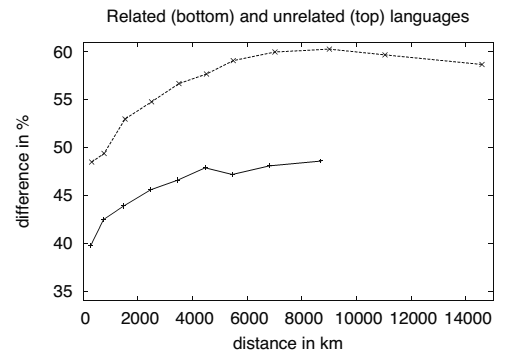 Related (bottom) and unrelated (top) languages
60
55
50
45
40
35
difference in %
0 2000 4000 6000 8000 10000 12000 14000
distance in km